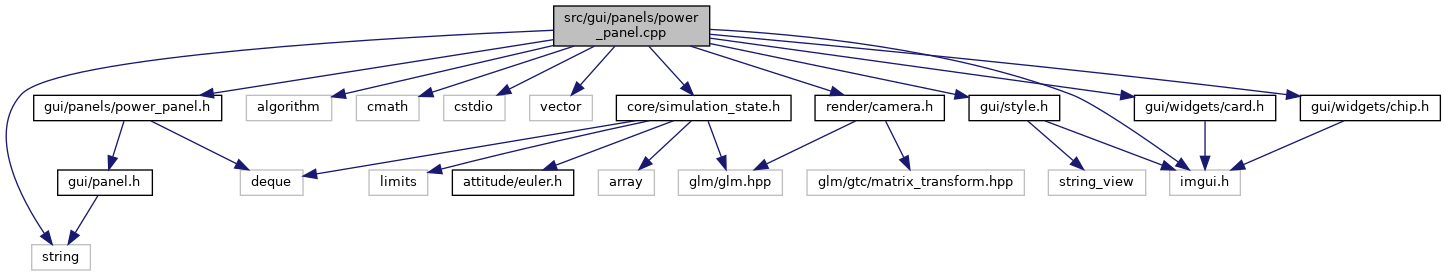 src/gui/panels/power
_panel.cpp
gui/panels/power_panel.h
algorithm
cmath
cstdio
vector
core/simulation_state.h
render/camera.h
gui/style.h
gui/widgets/card.h
gui/widgets/chip.h
gui/panel.h
deque
limits
attitude/euler.h
array
glm/glm.hpp
glm/gtc/matrix_transform.hpp
string_view
imgui.h
string